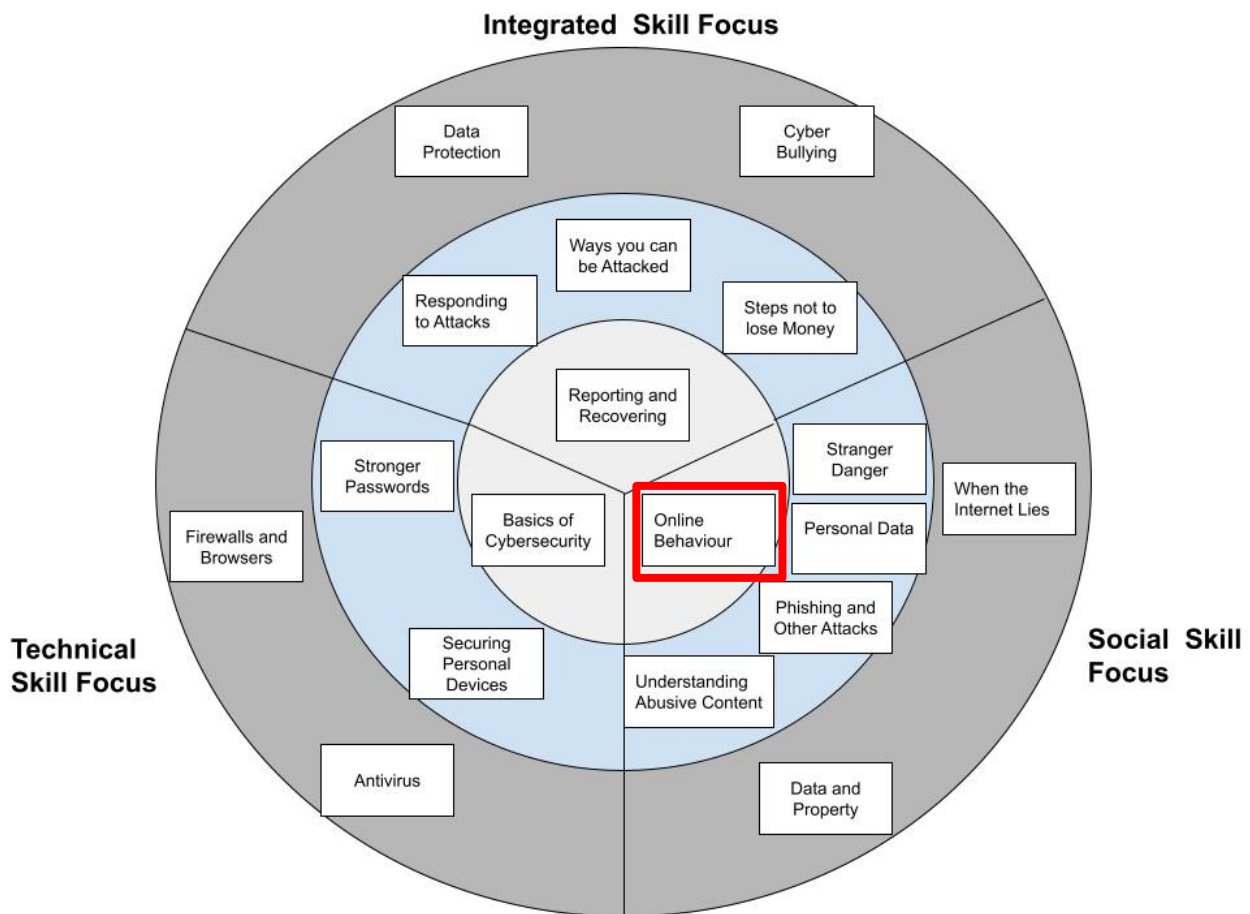 Integrated Skill Focus
Data
Protection
Cyber
Bullying
Ways you can
be Attacked
Responding
to Attacks
Steps not to
lose Money
Reporting and
Recovering
Stranger
Danger
Stronger
Passwords
When the
Internet Lies
Basics of
Cybersecurity
Online
Behaviour
Personal Data
Firewalls and
Browsers
Phishing and
Other Attacks
Technical
Skill Focus
Social Skill
Focus
Securing
Personal
Devices
Understanding
Abusive Content
Antivirus
Data and
Property